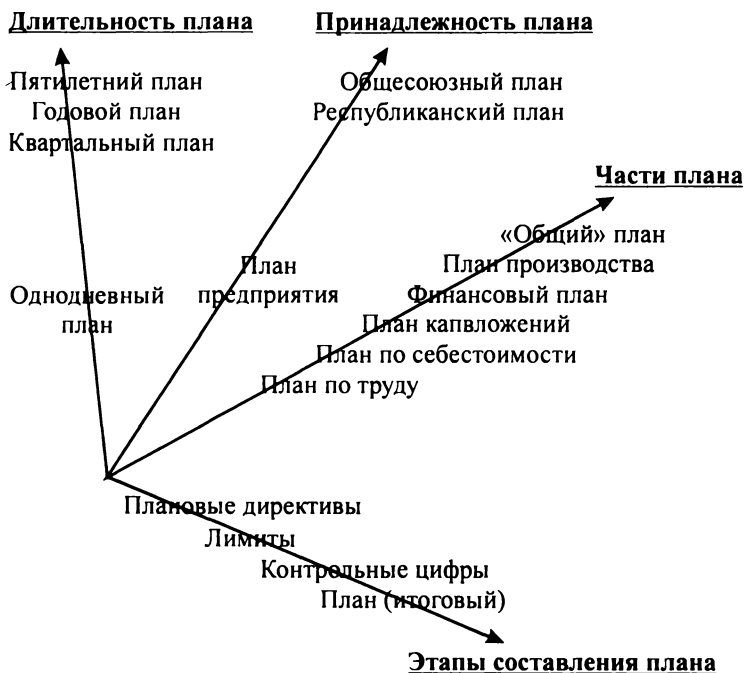 Длительность плана
Пятилетний план
Годовой план
Квартальный план
Однодневный
план
Принадлежность плана
Общесоюзный план
Республиканский план
План
предприятия
Части плана
«Общий» план
План производства
Финансовый план
План капвложений
План по себестоимости
План по труду
Плановые директивы
Лимиты
Контрольные цифры
План (итоговый)
Этапы составления плана